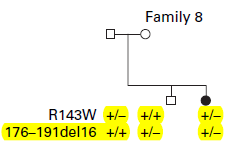 Family 8
R143W +/– +/+ +/–
176–191del16 +/+ +/– +/–